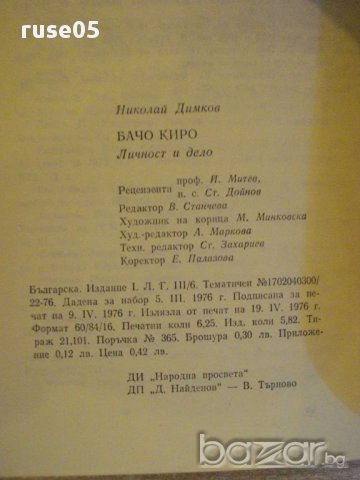 ruse05
Николай Димков
БАЧО КИРО
Личност и дело
Рецензента проф. И. Митев,
н. с. Ст. Дойнов
Редактор В. Станчева
Художник на корица М. Минковска
Худ.-редактор А. Маркова
Техн. редактор Ст. Захариев
Коректор Е. Палазова
Българска. Издание I. Л. Г. III/6. Тематичен №1702040300/
22-76. Дадена за набор 5. III. 1976 г. Подписана за пе-
чат на 9. IV. 1976 г. Излязла от печат на 19. IV. 1976 г.
Формат 60/84/16. Печатни коли 6,25. Изд. коли 5,82. Ти-
раж 21,101. Поръчка № 365. Брошура 0,30 лв. Приложе-
ние 0,12 лв. Цена 0,42 лв.
ДИ „Народна просвета“
ДП „Д. Найденов“ — В. Търново
bazar.bg